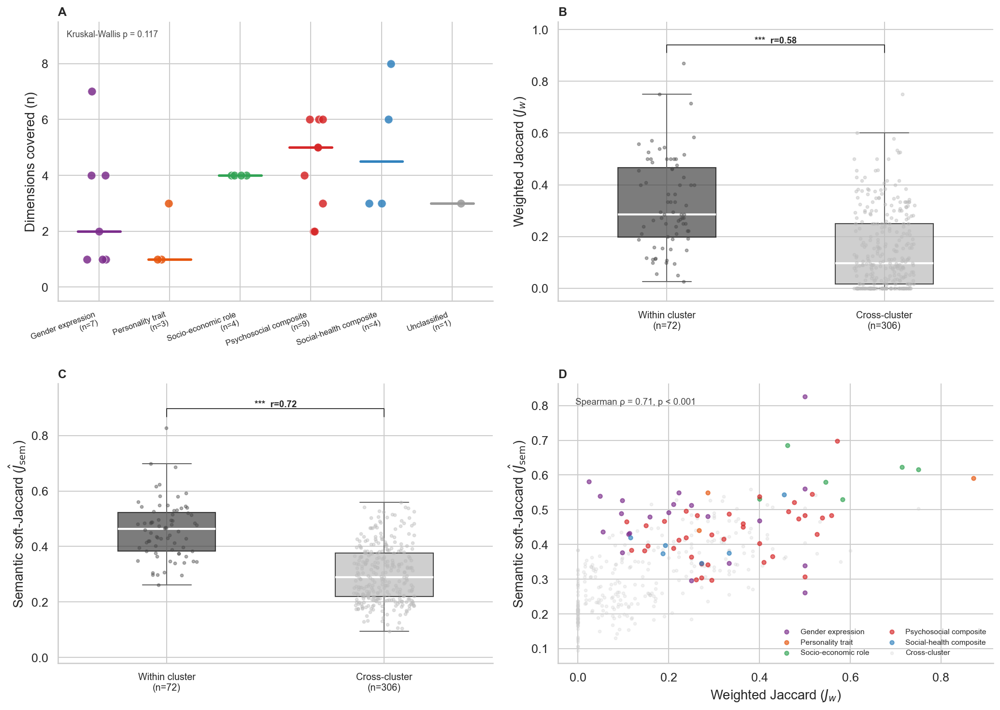 A
Kruskal-Wallis p = 0.117
Dimensions covered (n)
8
6
4
2
0
Gender expression
(n=7)
Personality trait
(n=3)
Socio-economic role
(n=4)
Psychosocial composite
(n=9)
Social-health composite
(n=4)
Unclassified
(n=1)
B
*** r=0.58
Weighted Jaccard (J_w)
1.0
0.8
0.6
0.4
0.2
0.0
Within cluster
(n=72)
Cross-cluster
(n=306)
C
*** r=0.72
Semantic soft-Jaccard (Ĵ_sem)
0.8
0.6
0.4
0.2
0.0
Within cluster
(n=72)
Cross-cluster
(n=306)
D
Spearman ρ = 0.71, p < 0.001
Semantic soft-Jaccard (Ĵ_sem)
0.8
0.7
0.6
0.5
0.4
0.3
0.2
0.1
Gender expression
Personality trait
Socio-economic role
Psychosocial composite
Social-health composite
Cross-cluster
0.0 0.2 0.4 0.6 0.8
Weighted Jaccard (J_w)